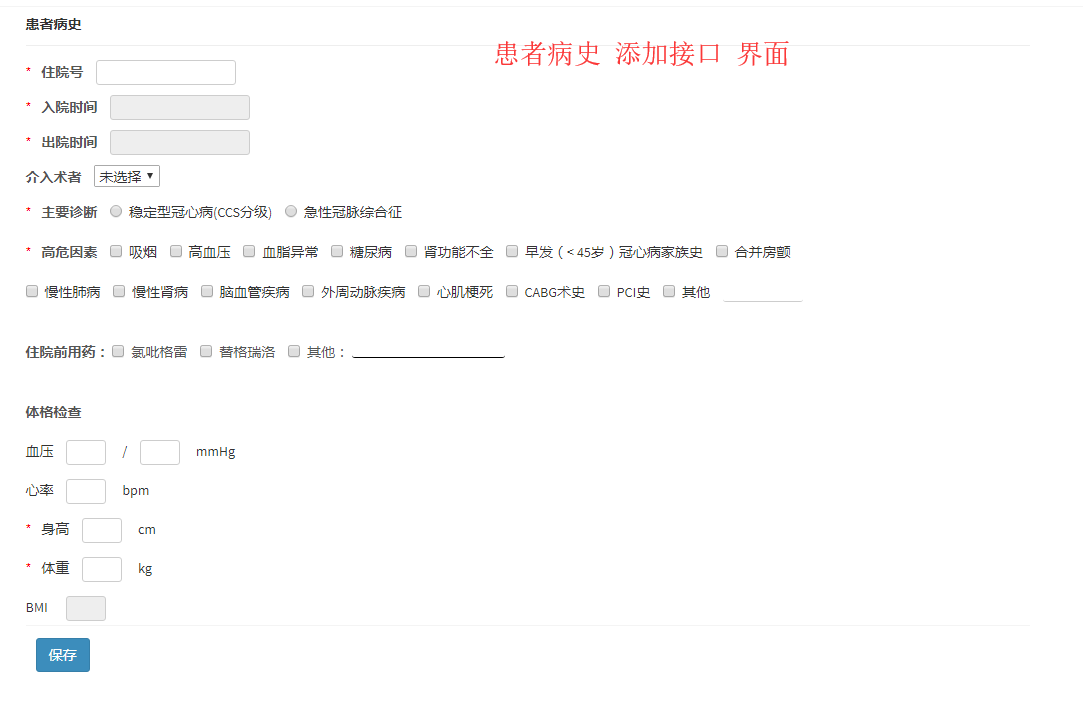 患者病史
患者病史 添加接口 界面
* 住院号
* 入院时间
* 出院时间
介入术者 未选择
* 主要诊断 稳定型冠心病(CCS分级) 急性冠脉综合征
* 高危因素 吸烟 高血压 血脂异常 糖尿病 肾功能不全 早发（< 45岁）冠心病家族史 合并房颤
慢性肺病 慢性肾病 脑血管疾病 外周动脉疾病 心肌梗死 CABG术史 PCI史 其他
住院前用药： 氯吡格雷 替格瑞洛 其他：
体格检查
血压 / mmHg
心率 bpm
* 身高 cm
* 体重 kg
BMI
保存